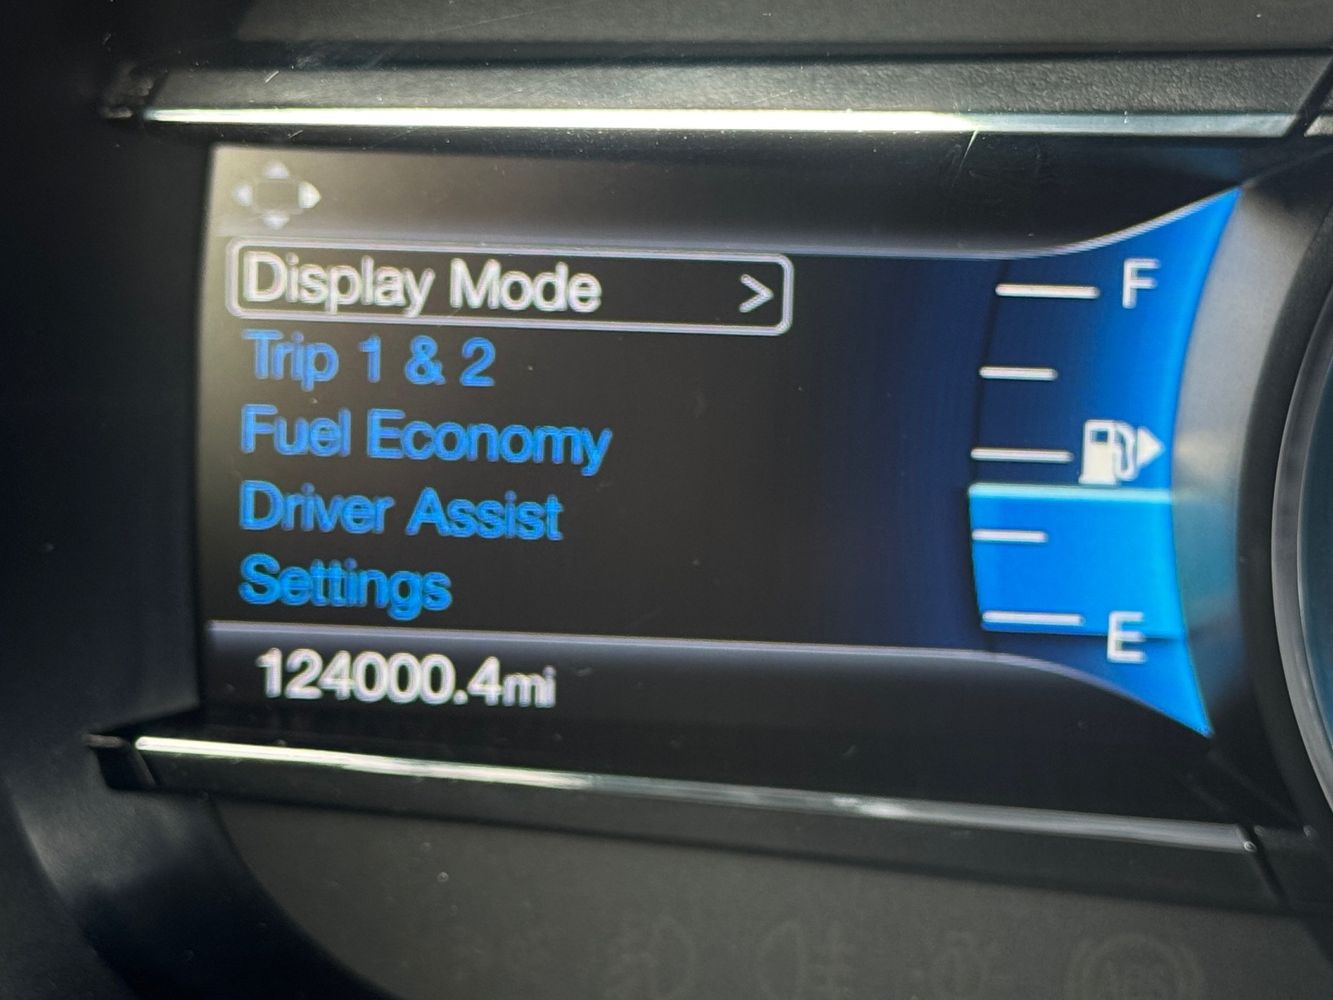 Display Mode >
Trip 1 & 2
Fuel Economy
Driver Assist
Settings
124000.4mi
F
E